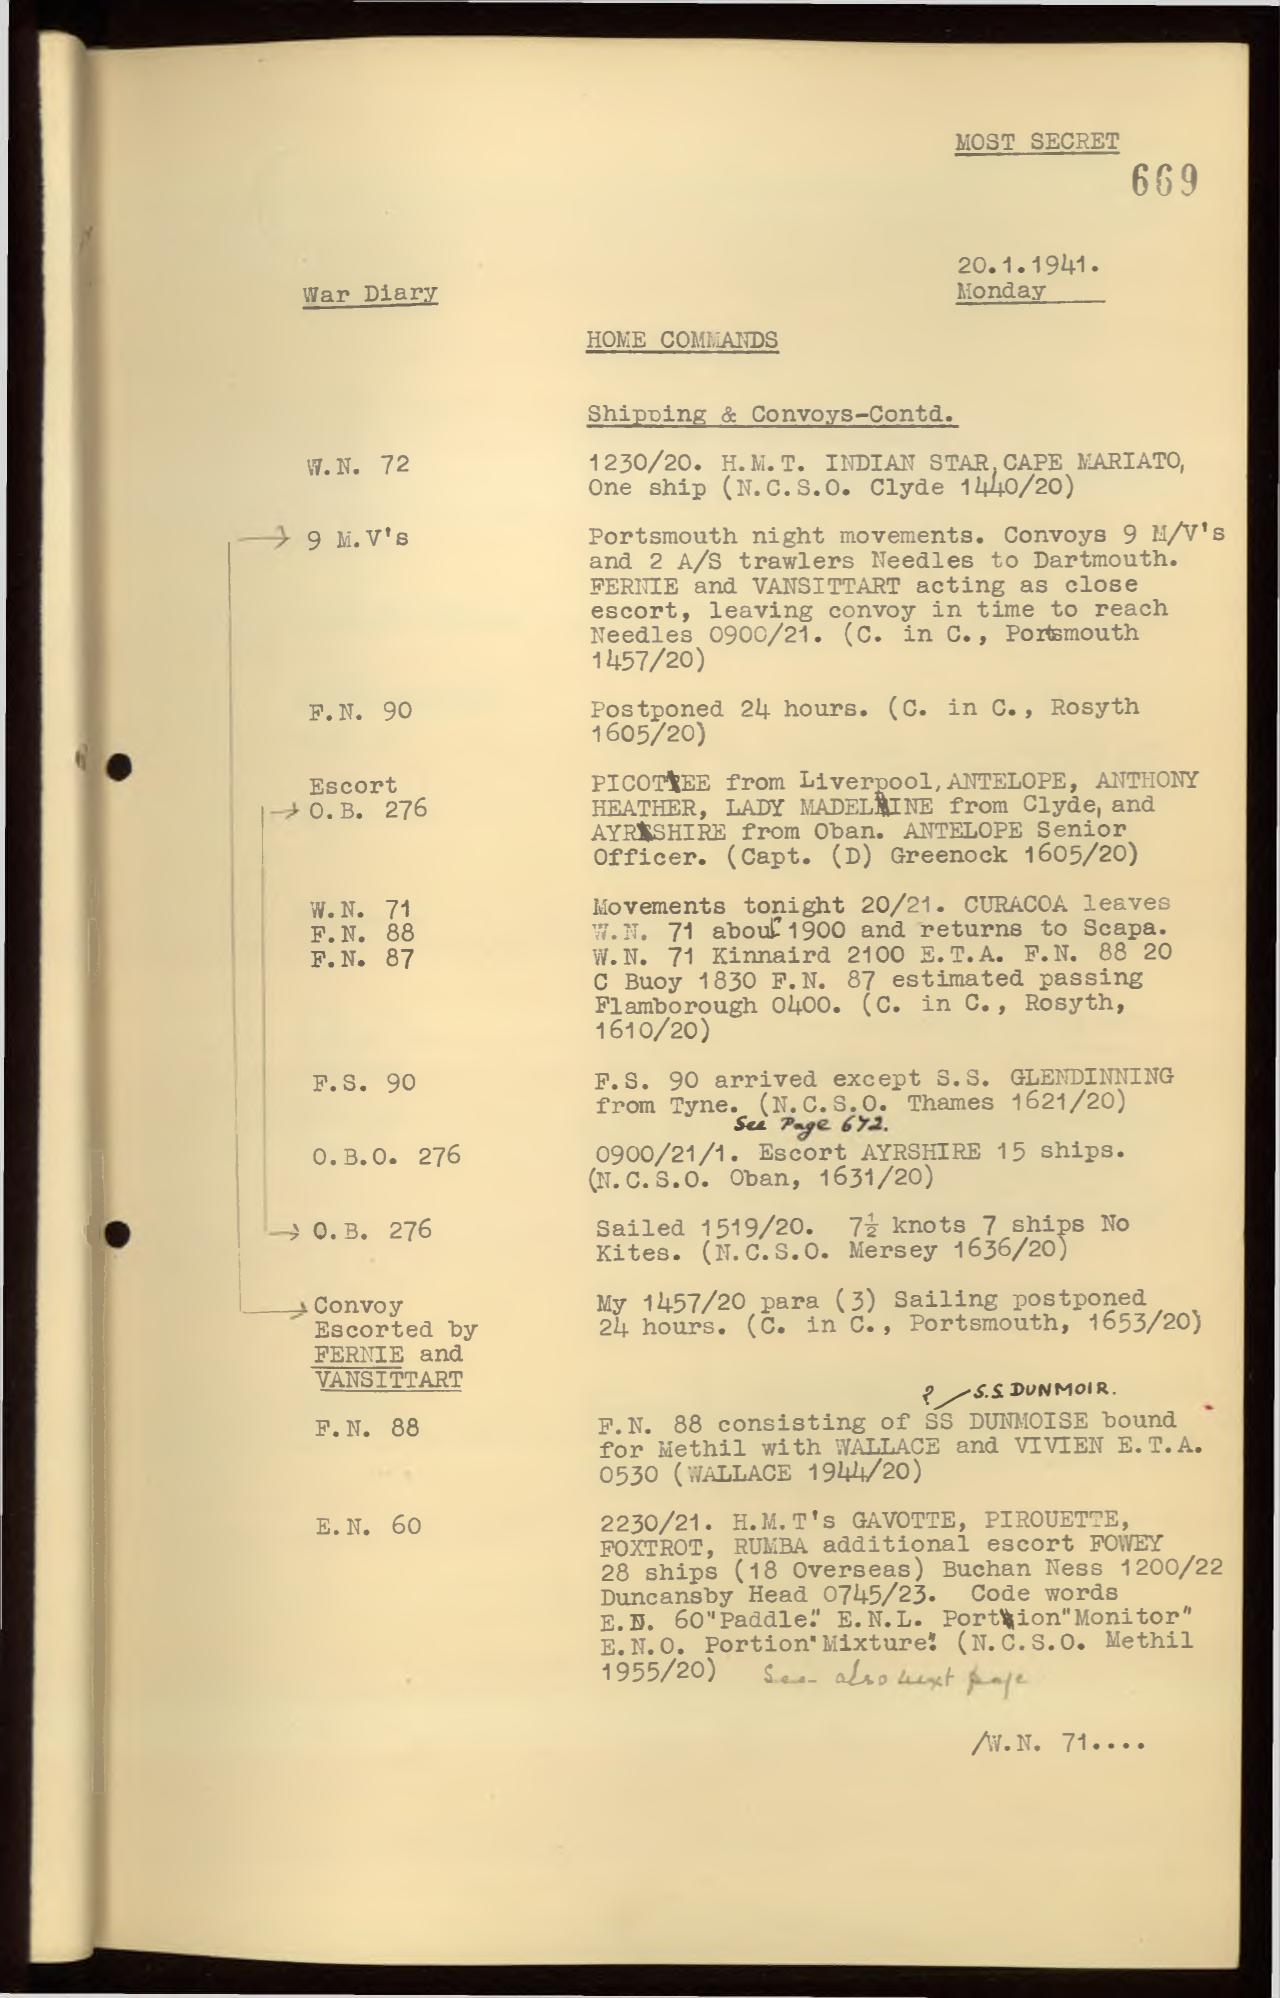 MOST SECRET
669
20.1.1941.
War Diary
Monday
HOME COMMANDS
Shipping & Convoys-Contd.
W.N. 72
1230/20. H.M.T. INDIAN STAR, CAPE MARIATO,
One ship (N.C.S.O. Clyde 1440/20)
9 M.V's
Portsmouth night movements. Convoys 9 M/V's
and 2 A/S trawlers Needles to Dartmouth.
FERNIE and VANSITTART acting as close
escort, leaving convoy in time to reach
Needles 0900/21. (C. in C., Portsmouth
1457/20)
F.N. 90
Postponed 24 hours. (C. in C., Rosyth
1605/20)
Escort
O.B. 276
PICOTEE from Liverpool, ANTELOPE, ANTHONY
HEATHER, LADY MADELINE from Clyde, and
AYRSHIRE from Oban. ANTELOPE Senior
Officer. (Capt. (D) Greenock 1605/20)
W.N. 71
F.N. 88
F.N. 87
Movements tonight 20/21. CURACOA leaves
W.N. 71 about 1900 and returns to Scapa.
W.N. 71 Kinnaird 2100 E.T.A. F.N. 88 20
C Buoy 1830 F.N. 87 estimated passing
Flamborough 0400. (C. in C., Rosyth,
1610/20)
F.S. 90
F.S. 90 arrived except S.S. GLENDINNING
from Tyne. (N.C.S.O. Thames 1621/20)
See Page 672.
O.B.O. 276
0900/21/1. Escort AYRSHIRE 15 ships.
(N.C.S.O. Oban, 1631/20)
O.B. 276
Sailed 1519/20. 7½ knots 7 ships No
Kites. (N.C.S.O. Mersey 1636/20)
Convoy
Escorted by
FERNIE and
VANSITTART
My 1457/20 para (3) Sailing postponed
24 hours. (C. in C., Portsmouth, 1653/20)
? S.S. DUNMOIR.
F.N. 88
F.N. 88 consisting of SS DUNMOISE bound
for Methil with WALLACE and VIVIEN E.T.A.
0530 (WALLACE 1944/20)
E.N. 60
2230/21. H.M.T's GAVOTTE, PIROUETTE,
FOXTROT, RUMBA additional escort FOWEY
28 ships (18 Overseas) Buchan Ness 1200/22
Duncansby Head 0745/23. Code words
E.N. 60 "Paddle." E.N.L. Portion "Monitor"
E.N.O. Portion "Mixture". (N.C.S.O. Methil
1955/20) See also next page
/W.N. 71....